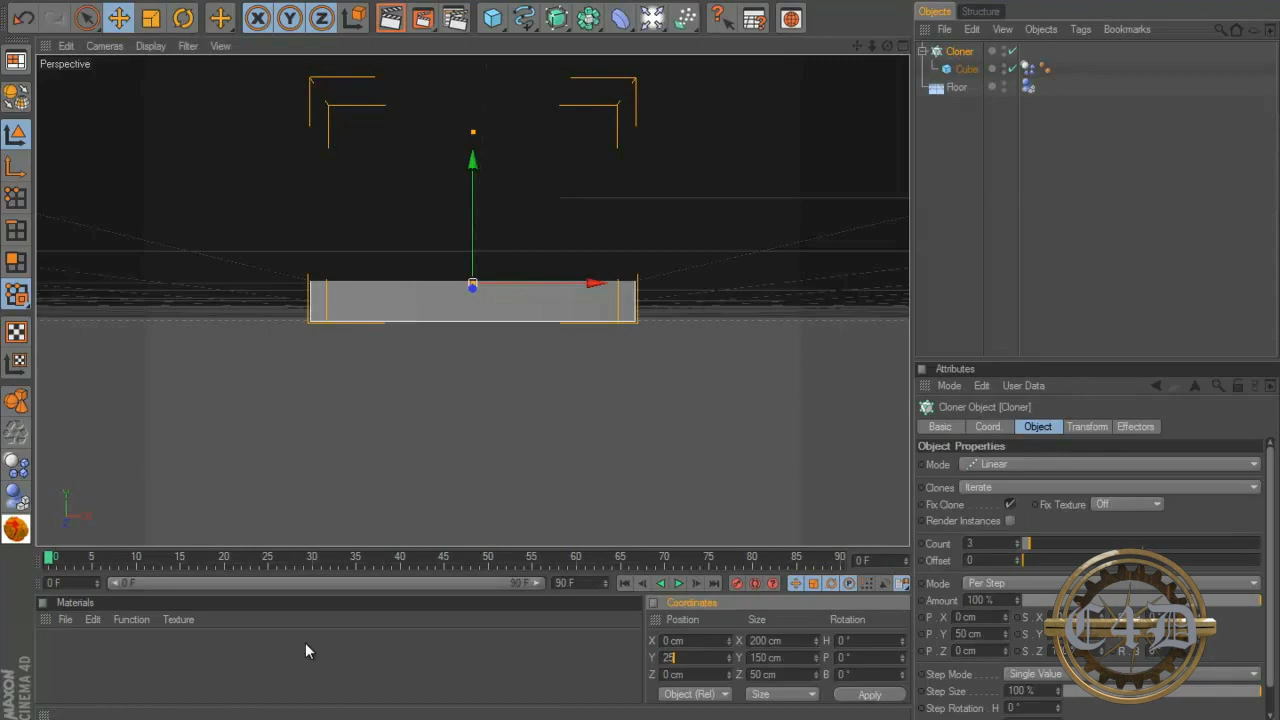 Edit Cameras Display Filter View
Perspective
Objects Structure
File Edit View Objects Tags Bookmarks
Cloner
Cube
Floor
Attributes
Mode Edit User Data
Cloner Object [Cloner]
Basic Coord. Object Transform Effectors
Object Properties
Mode Linear
Clones Iterate
Fix Clone Fix Texture Off
Render Instances
Count 3
Offset 0
Mode Per Step
Amount 100 %
P . X 0 cm S . X
P . Y 50 cm S . Y
P . Z 0 cm S . Z
Step Mode Single Value
Step Size 100 %
Step Rotation . H 0 °
C4D
0 5 10 15 20 25 30 35 40 45 50 55 60 65 70 75 80 85 90 0 F
0 F 0 F 90 F 90 F
Materials
File Edit Function Texture
Coordinates
Position Size Rotation
X 0 cm X 200 cm H 0 °
Y 25 Y 150 cm P 0 °
Z 0 cm Z 50 cm B 0 °
Object (Rel) Size Apply
MAXON
CINEMA 4D